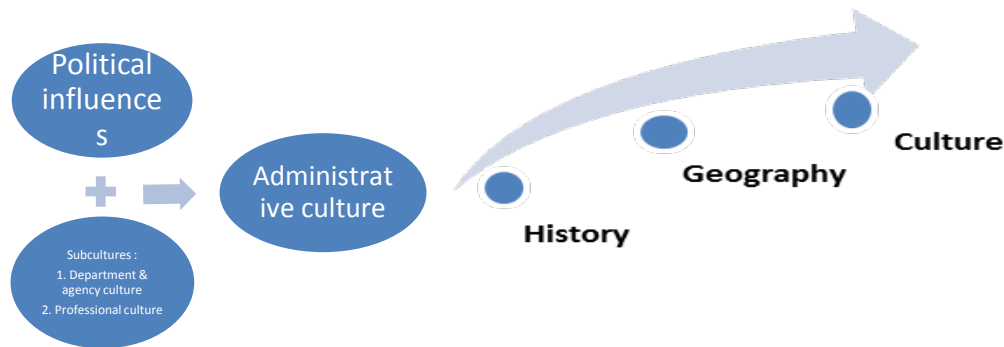 Political
influence
s
Subcultures :
1. Department &
agency culture
2. Professional culture
Administrat
ive culture
History
Geography
Culture